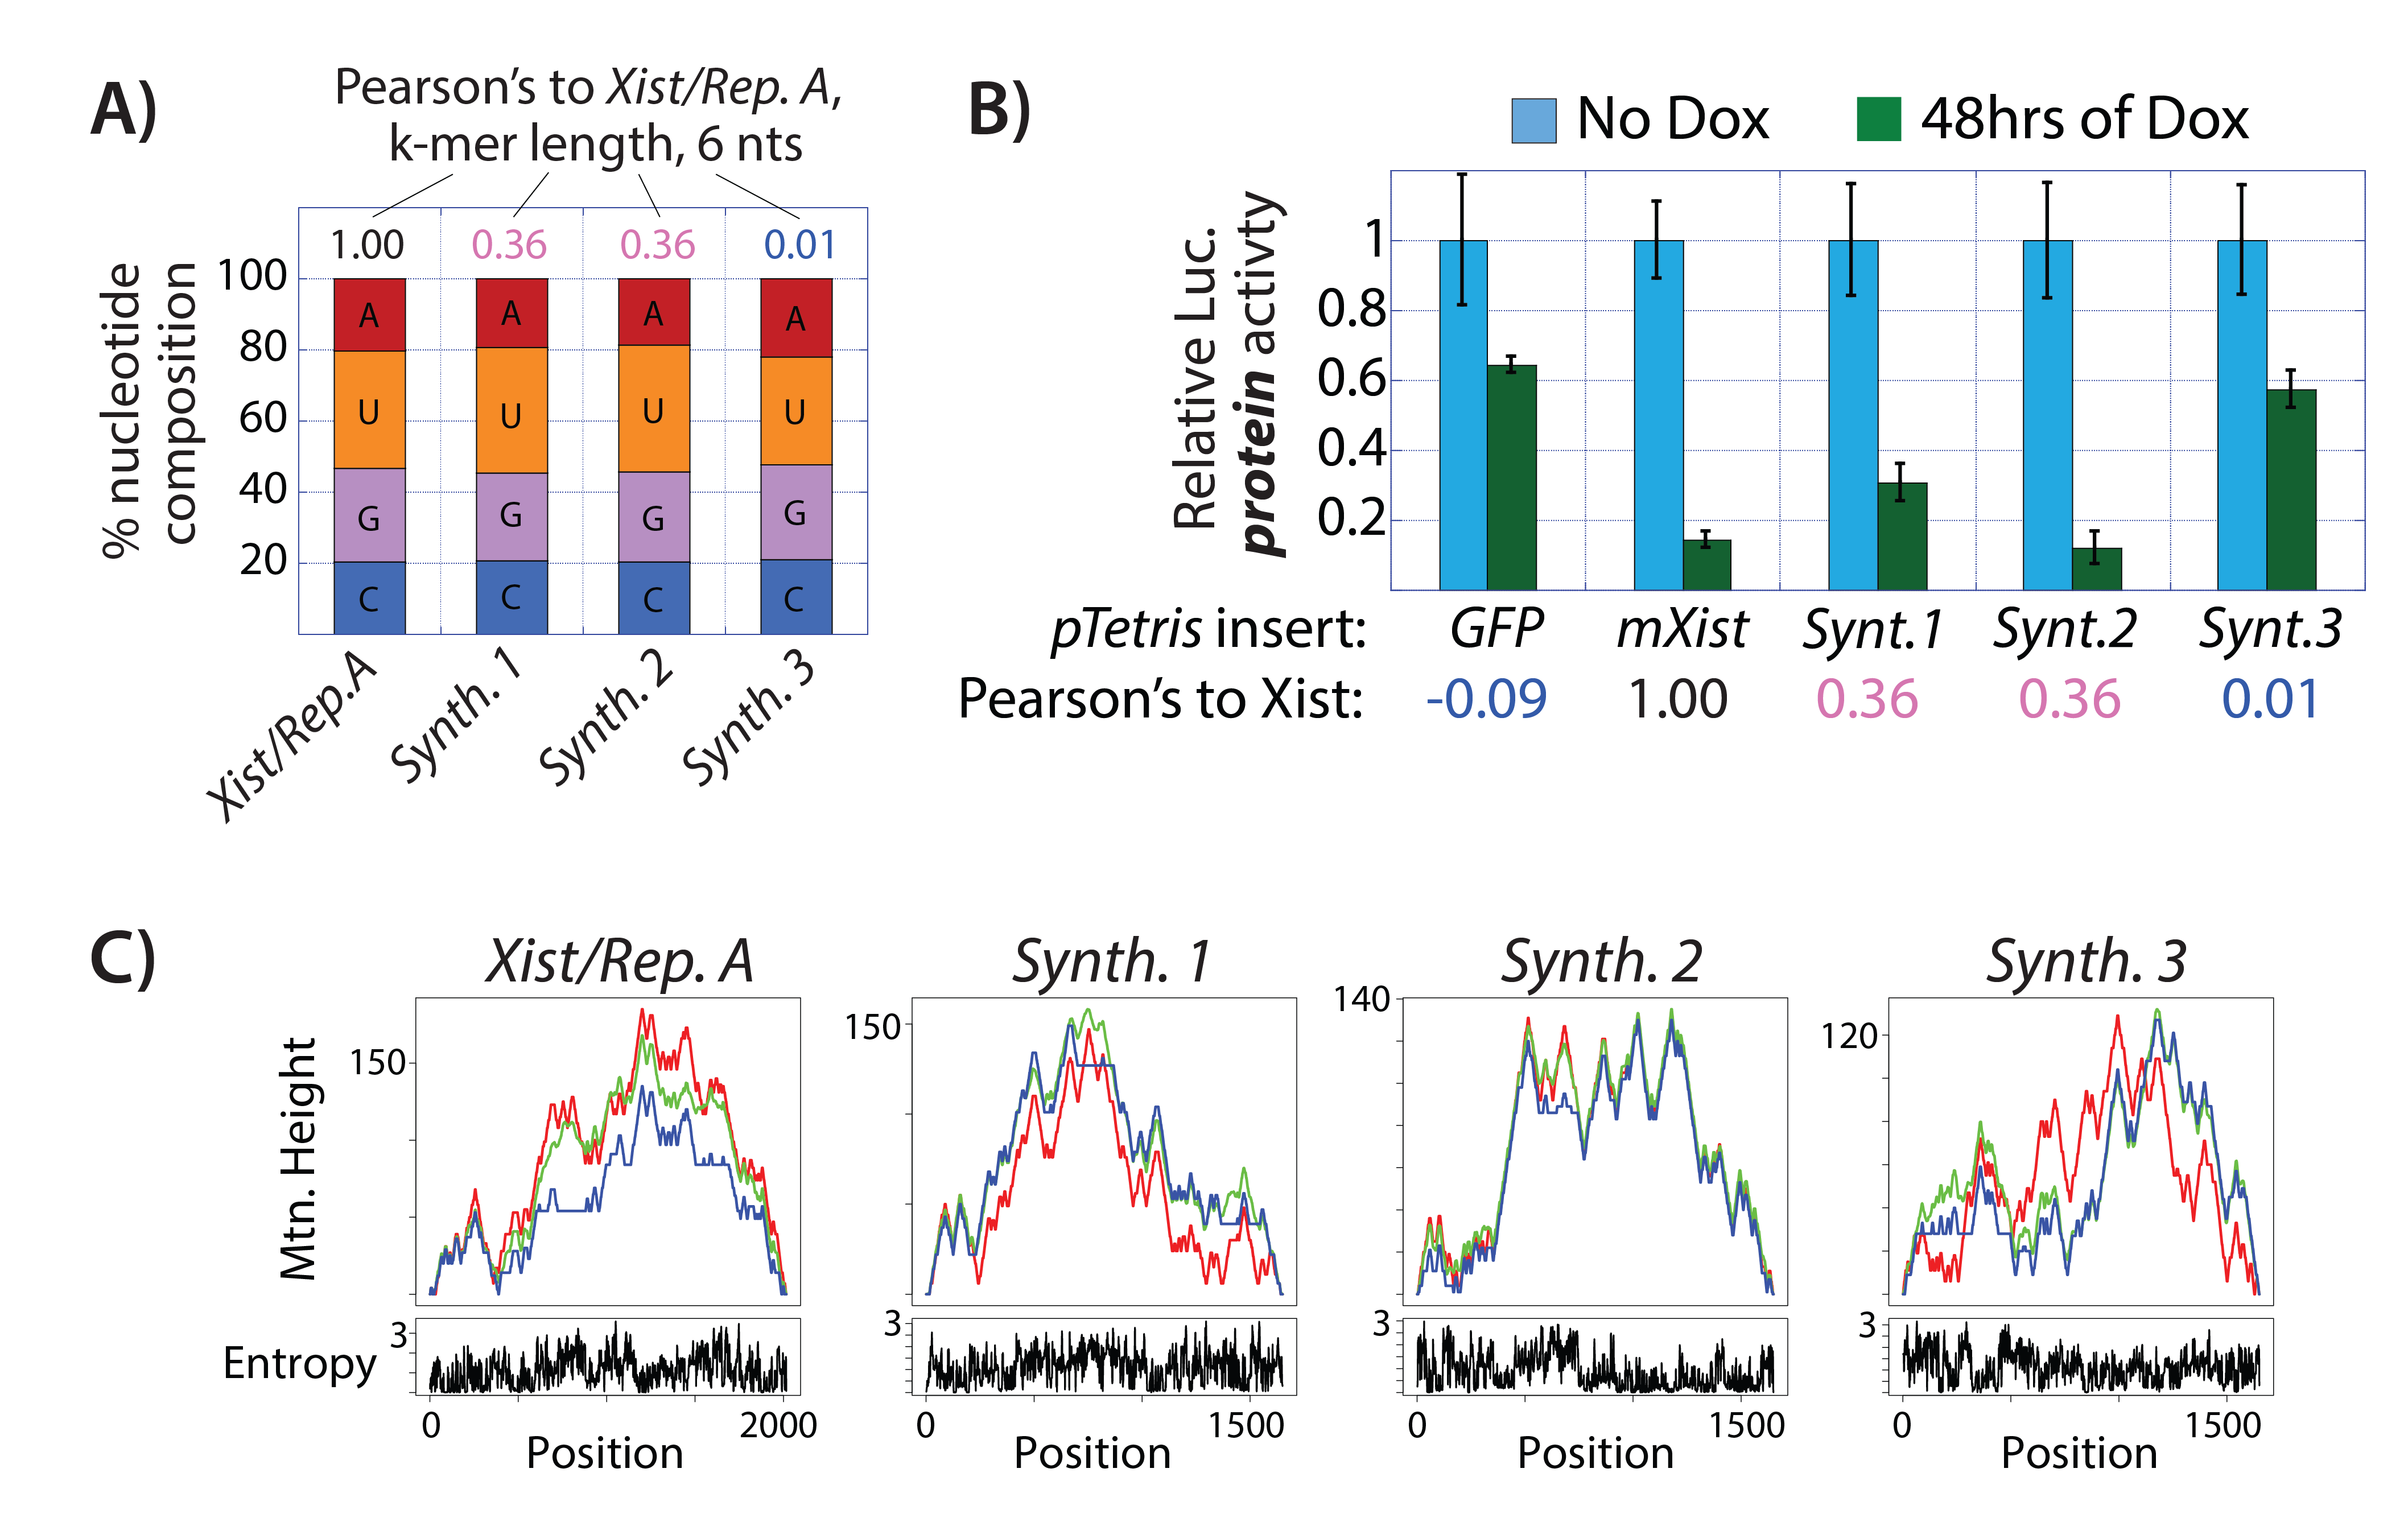 A)
Pearson's to Xist/Rep. A,
k-mer length, 6 nts
1.00 0.36 0.36 0.01
% nucleotide
composition
100
80
60
40
20
A A A A
U U U U
G G G G
C C C C
Xist/Rep.A Synth. 1 Synth. 2 Synth. 3
B)
No Dox 48hrs of Dox
Relative Luc.
protein activty
1
0.8
0.6
0.4
0.2
pTetris insert: GFP mXist Synt.1 Synt.2 Synt.3
Pearson's to Xist: -0.09 1.00 0.36 0.36 0.01
C)
Xist/Rep. A Synth. 1 Synth. 2 Synth. 3
Mtn. Height
150 150 140 120
Entropy
3 3 3 3
0 2000 0 1500 0 1500 0 1500
Position Position Position Position